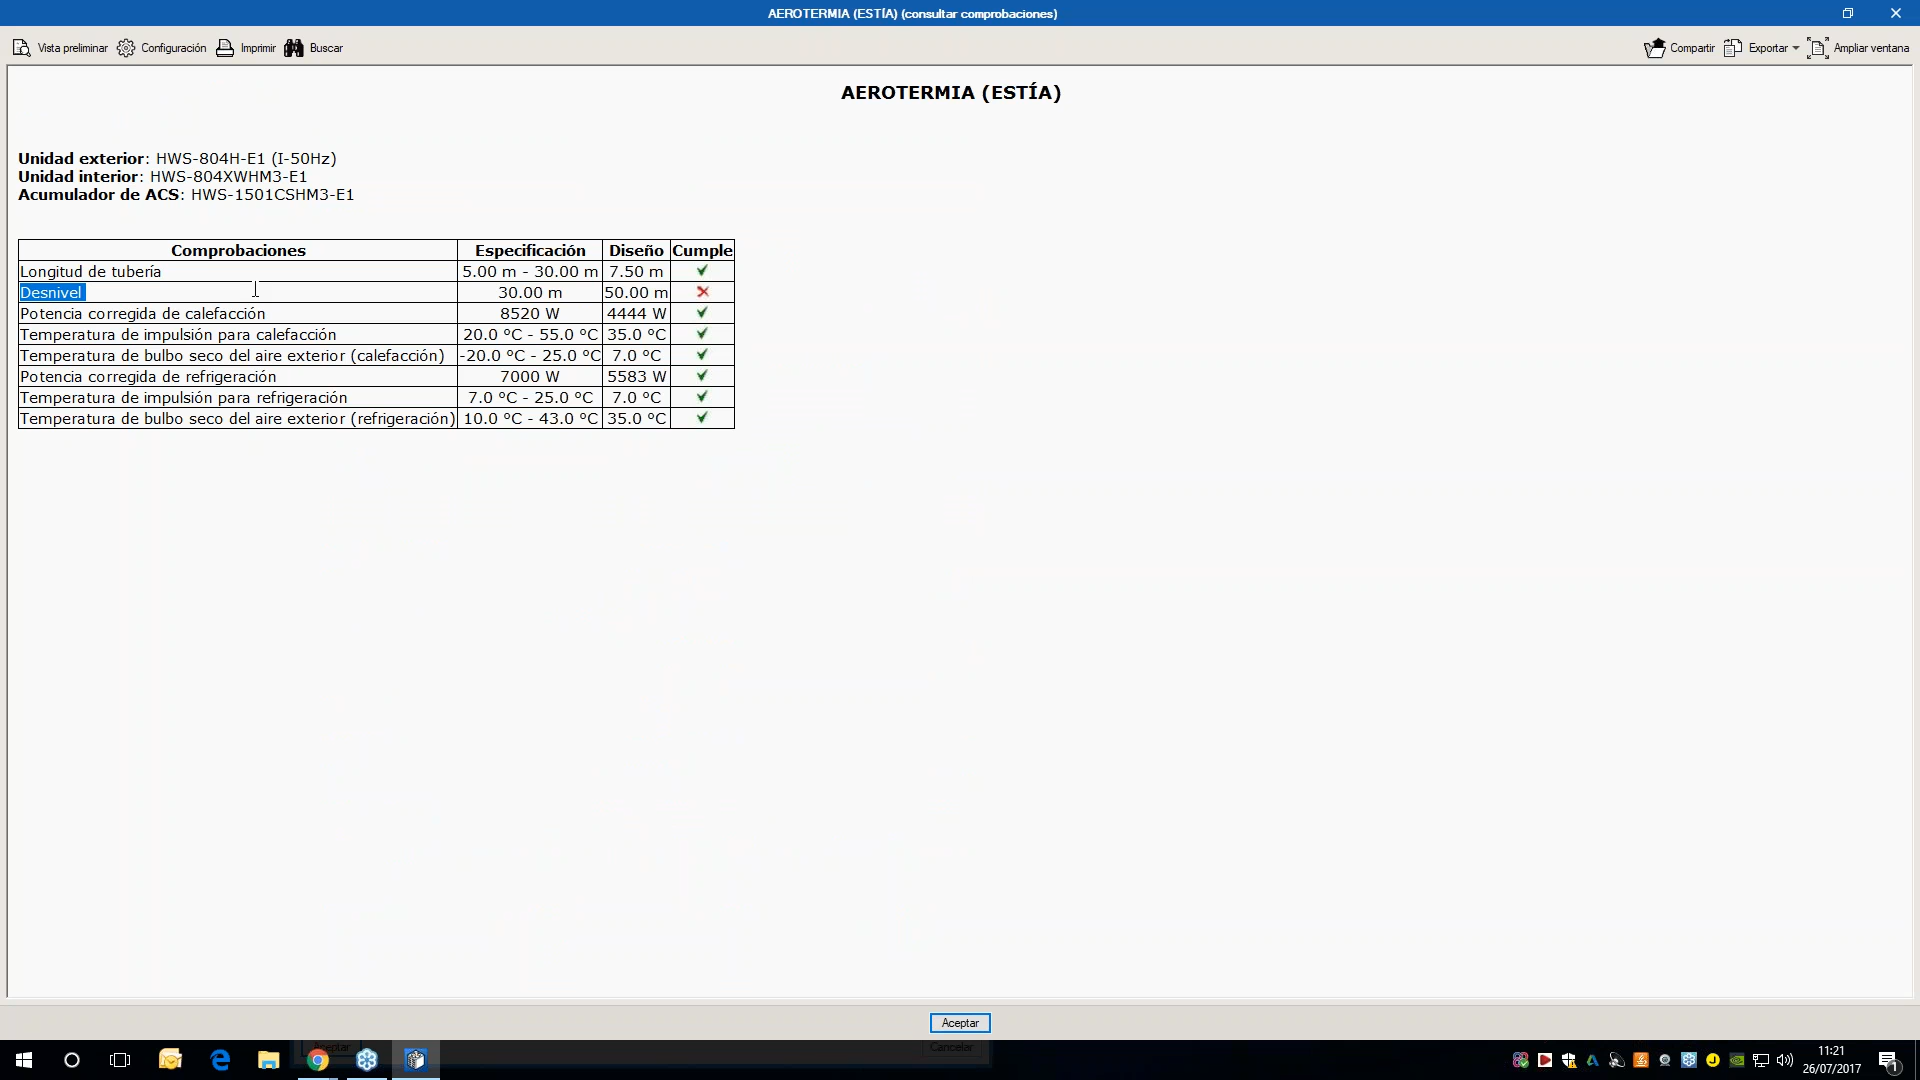 AEROTERMIA (ESTÍA) (consultar comprobaciones)
Vista preliminar Configuración Imprimir Buscar Compartir Exportar Ampliar ventana
AEROTERMIA (ESTÍA)
Unidad exterior: HWS-804H-E1 (I-50Hz)
Unidad interior: HWS-804XWHM3-E1
Acumulador de ACS: HWS-1501CSHM3-E1
Comprobaciones Especificación Diseño Cumple
Longitud de tubería 5.00 m - 30.00 m 7.50 m
Desnivel 30.00 m 50.00 m
Potencia corregida de calefacción 8520 W 4444 W
Temperatura de impulsión para calefacción 20.0 °C - 55.0 °C 35.0 °C
Temperatura de bulbo seco del aire exterior (calefacción) -20.0 °C - 25.0 °C 7.0 °C
Potencia corregida de refrigeración 7000 W 5583 W
Temperatura de impulsión para refrigeración 7.0 °C - 25.0 °C 7.0 °C
Temperatura de bulbo seco del aire exterior (refrigeración) 10.0 °C - 43.0 °C 35.0 °C
Aceptar
Aceptar Cancelar
11:21
26/07/2017
1